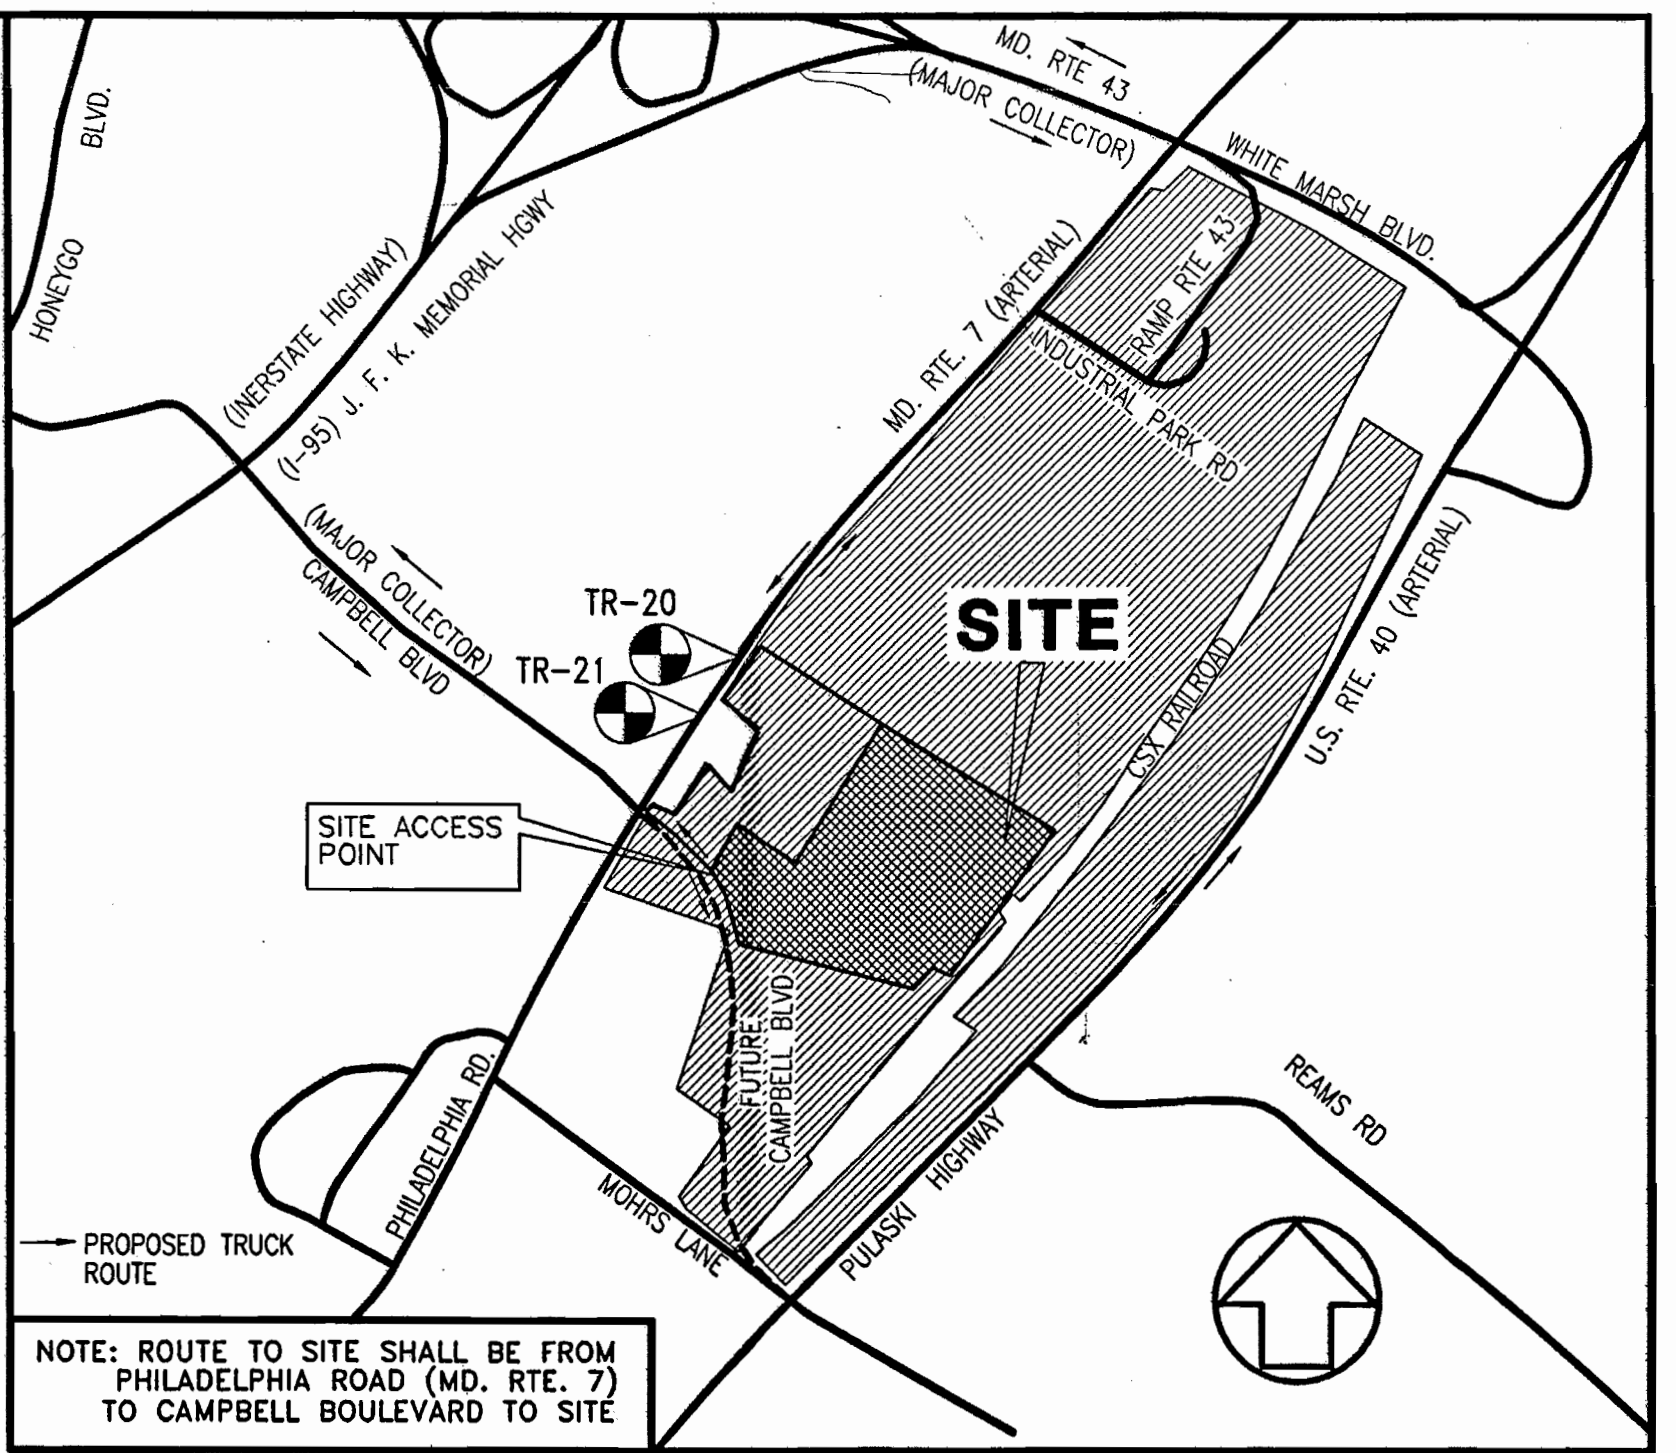 MD. RTE 43
(MAJOR COLLECTOR)
WHITE MARSH BLVD.
HONEYGO BLVD.
(INERSTATE HIGHWAY)
(I-95) J. F. K. MEMORIAL HGWY
MD. RTE. 7 (ARTERIAL)
RAMP RTE 43
INDUSTRIAL PARK RD
(MAJOR COLLECTOR)
CAMPBELL BLVD
TR-20
TR-21
SITE
CSX RAILROAD
U.S. RTE. 40 (ARTERIAL)
SITE ACCESS
POINT
FUTURE
CAMPBELL BLVD
PHILADELPHIA RD.
MOHRS LANE
PULASKI HIGHWAY
REAMS RD
PROPOSED TRUCK
ROUTE
NOTE: ROUTE TO SITE SHALL BE FROM
PHILADELPHIA ROAD (MD. RTE. 7)
TO CAMPBELL BOULEVARD TO SITE